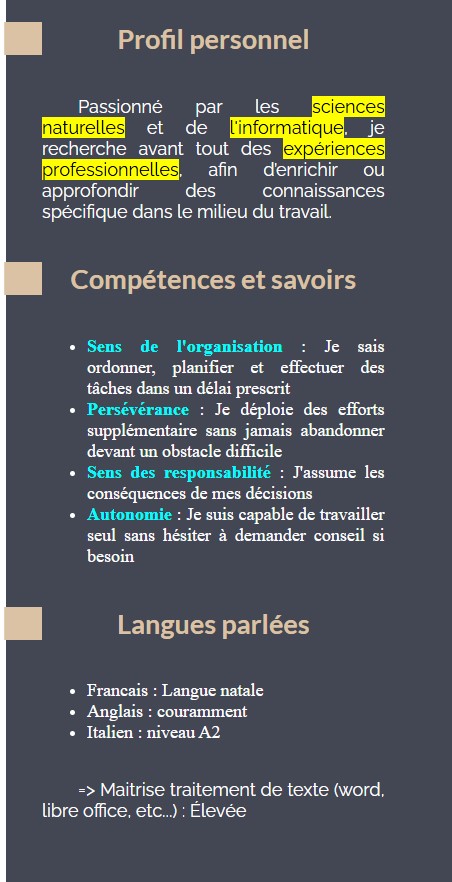 Profil personnel
Passionné par les sciences
naturelles et de l'informatique, je
recherche avant tout des expériences
professionnelles, afin d'enrichir ou
approfondir des connaissances
spécifique dans le milieu du travail.
Compétences et savoirs
• Sens de l'organisation : Je sais
ordonner, planifier et effectuer des
tâches dans un délai prescrit
• Persévérance : Je déploie des efforts
supplémentaire sans jamais abandonner
devant un obstacle difficile
• Sens des responsabilité : J'assume les
conséquences de mes décisions
• Autonomie : Je suis capable de travailler
seul sans hésiter à demander conseil si
besoin
Langues parlées
• Francais : Langue natale
• Anglais : couramment
• Italien : niveau A2
=> Maitrise traitement de texte (word,
libre office, etc...) : Élevée